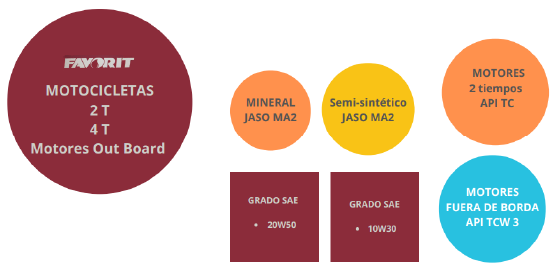 FAVORIT
MOTOCICLETAS
2 T
4 T
Motores Out Board
MINERAL
JASO MA2
Semi-sintético
JASO MA2
MOTORES
2 tiempos
API TC
GRADO SAE
• 20W50
GRADO SAE
• 10W30
MOTORES
FUERA DE BORDA
API TCW 3